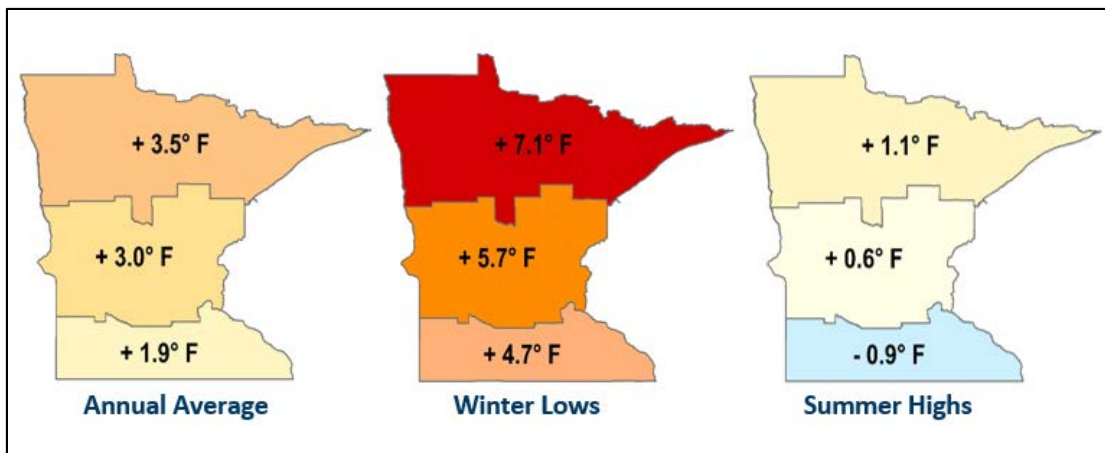 + 3.5° F
+ 3.0° F
+ 1.9° F
Annual Average
+ 7.1° F
+ 5.7° F
+ 4.7° F
Winter Lows
+ 1.1° F
+ 0.6° F
- 0.9° F
Summer Highs